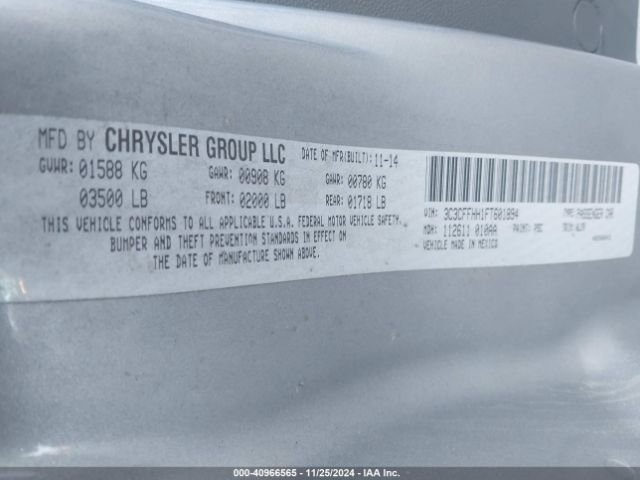 MFD BY CHRYSLER GROUP LLC DATE OF MFR(BUILT): 11-14
GVWR: 01588 KG GAWR: 00908 KG GAWR: 00780 KG
03500 LB FRONT: 02000 LB REAR: 01718 LB
THIS VEHICLE CONFORMS TO ALL APPLICABLE U.S.A. FEDERAL MOTOR VEHICLE SAFETY,
BUMPER AND THEFT PREVENTION STANDARDS IN EFFECT ON
THE DATE OF MANUFACTURE SHOWN ABOVE.
VIN: 3C3CFFHH1FT601894 TYPE: PASSENGER CAR
MDH: 112611 010AA PAINT: TRIM:
VEHICLE MADE IN MEXICO
000-40966565 - 11/25/2024 - IAA Inc.